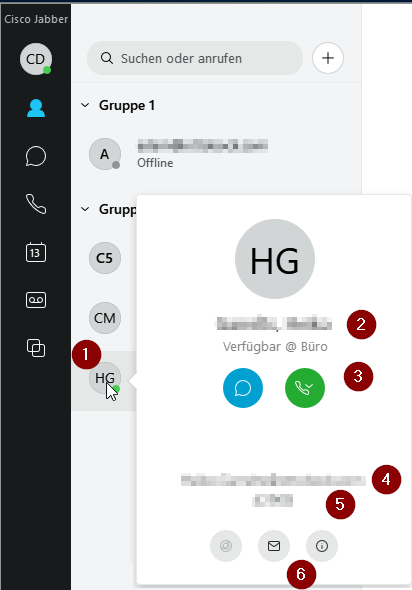 Cisco Jabber
CD
Suchen oder anrufen
Gruppe 1
A
Offline
Grupp
C5
CM
1
HG
13
HG
2
Verfügbar @ Büro
3
4
5
6